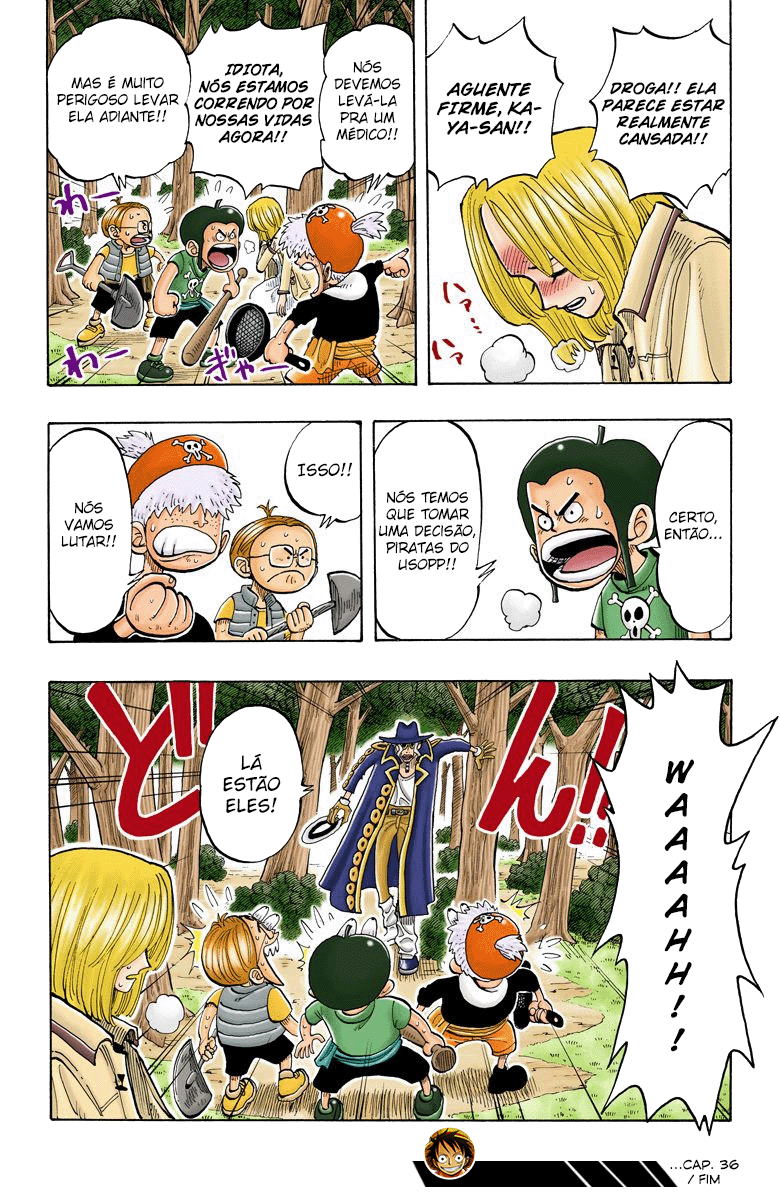 DROGA!! ELA
PARECE ESTAR
REALMENTE
CANSADA!!
AGUENTE
FIRME, KA-
YA-SAN!!
ハァ…
ハァ
NÓS
DEVEMOS
LEVÁ-LA
PRA UM
MÉDICO!!
IDIOTA,
NÓS ESTAMOS
CORRENDO POR
NOSSAS VIDAS
AGORA!!
MAS É MUITO
PERIGOSO LEVAR
ELA ADIANTE!!
わー
わー
ぎゃー
CERTO,
ENTÃO...
NÓS TEMOS
QUE TOMAR
UMA DECISÃO,
PIRATAS DO
USOPP!!
ISSO!!
NÓS
VAMOS
LUTAR!!
WAAAAHH!!
LÁ
ESTÃO
ELES!
どん!!
...CAP. 36
/ FIM